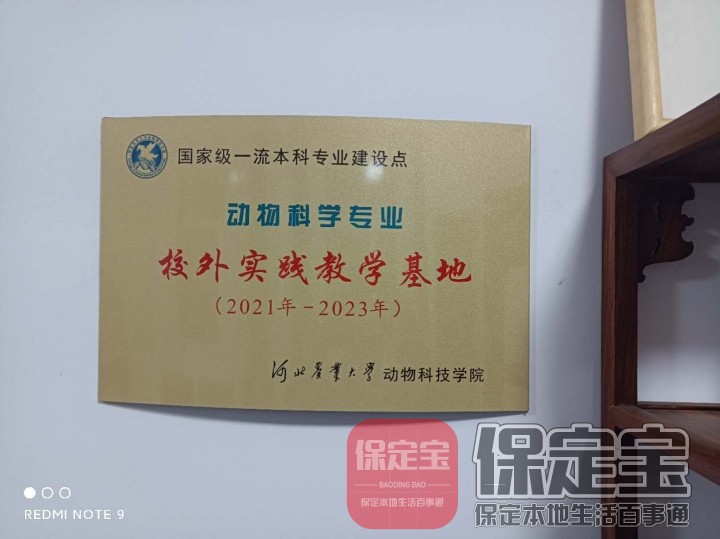 国家级一流本科专业建设点
动物科学专业
校外实践教学基地
(2021年-2023年)
河北农业大学 动物科技学院
REDMI NOTE 9
保定宝
BAODING BAO
保定本地生活百事通
保定宝
保定本地生活百事通